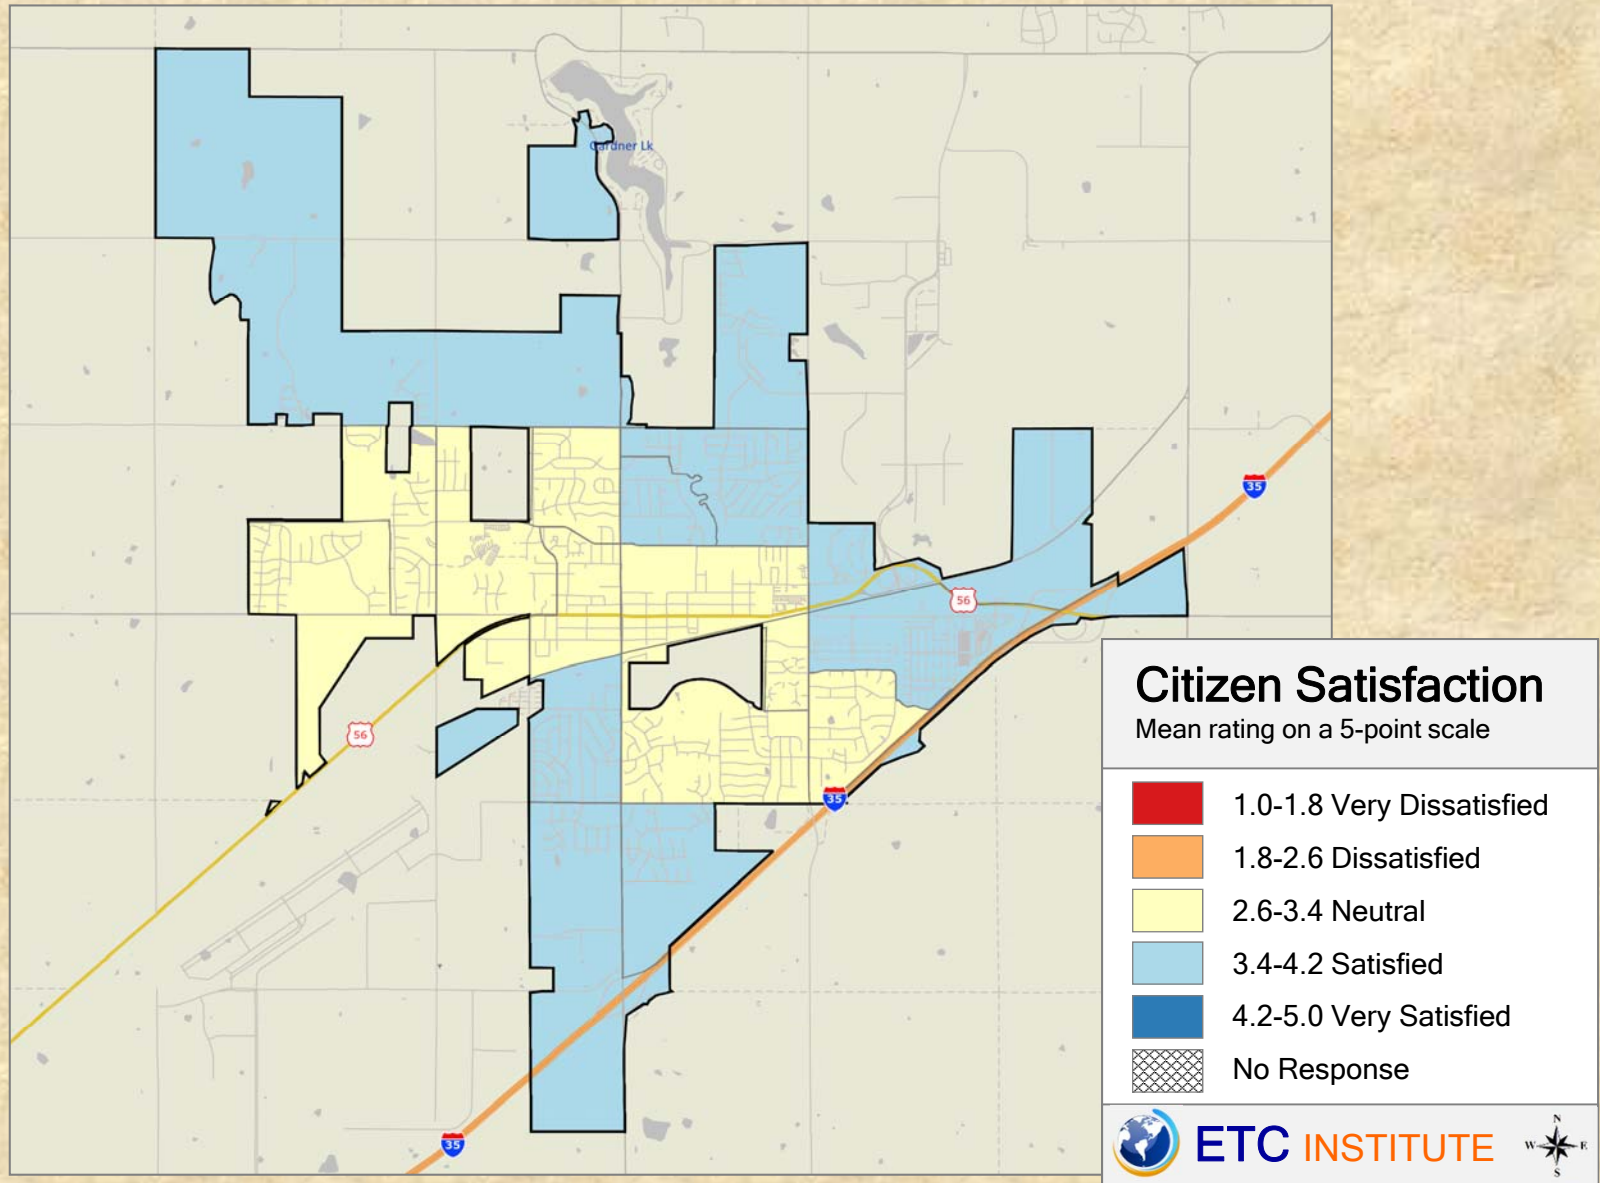 Gardner Lk
1
35
56
56
35
35
Citizen Satisfaction
Mean rating on a 5-point scale
1.0-1.8 Very Dissatisfied
1.8-2.6 Dissatisfied
2.6-3.4 Neutral
3.4-4.2 Satisfied
4.2-5.0 Very Satisfied
No Response
ETC INSTITUTE
N
W E
S